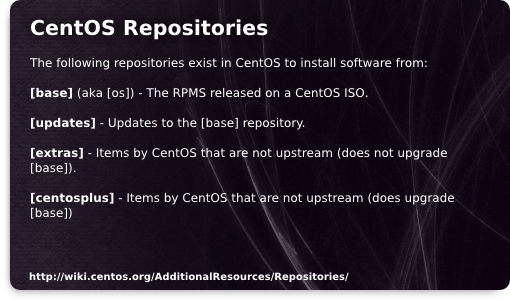 CentOS Repositories
The following repositories exist in CentOS to install software from:
[base] (aka [os]) - The RPMS released on a CentOS ISO.
[updates] - Updates to the [base] repository.
[extras] - Items by CentOS that are not upstream (does not upgrade
[base]).
[centosplus] - Items by CentOS that are not upstream (does upgrade
[base])
http://wiki.centos.org/AdditionalResources/Repositories/